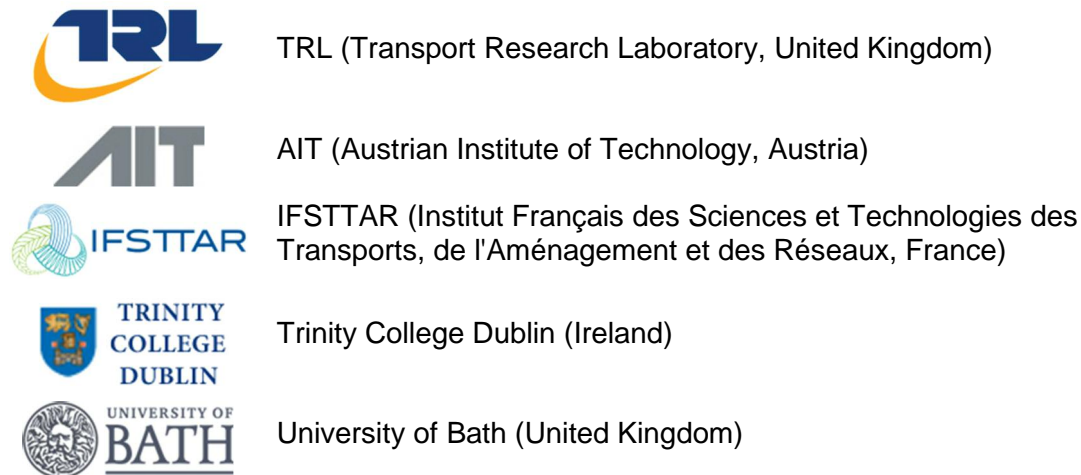 TRL
TRL (Transport Research Laboratory, United Kingdom)
AIT
AIT (Austrian Institute of Technology, Austria)
IFSTTAR
IFSTTAR (Institut Français des Sciences et Technologies des
Transports, de l'Aménagement et des Réseaux, France)
TRINITY
COLLEGE
DUBLIN
Trinity College Dublin (Ireland)
UNIVERSITY OF
BATH
University of Bath (United Kingdom)